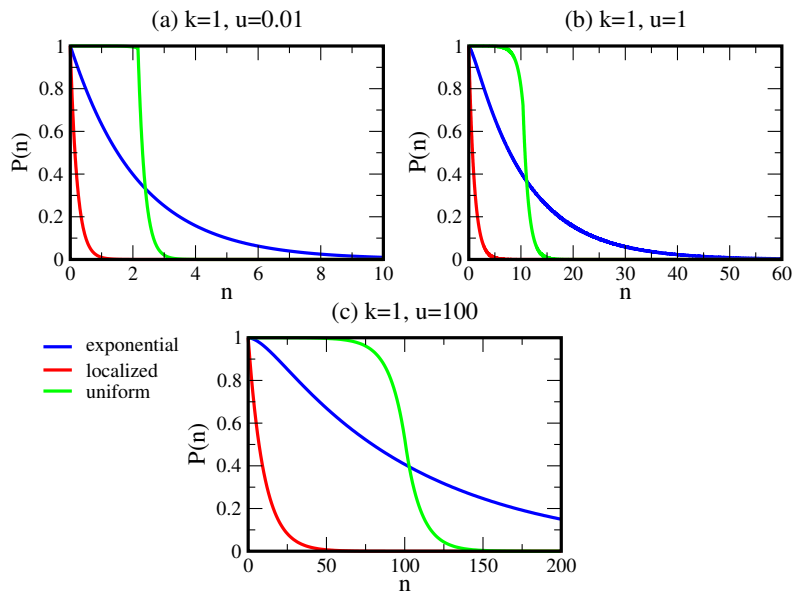 (a) k=1, u=0.01
(b) k=1, u=1
P(n)
1
0.8
0.6
0.4
0.2
0
0 2 4 6 8 10
n
P(n)
1
0.8
0.6
0.4
0.2
0
0 10 20 30 40 50 60
n
(c) k=1, u=100
exponential
localized
uniform
P(n)
1
0.8
0.6
0.4
0.2
0
0 50 100 150 200
n